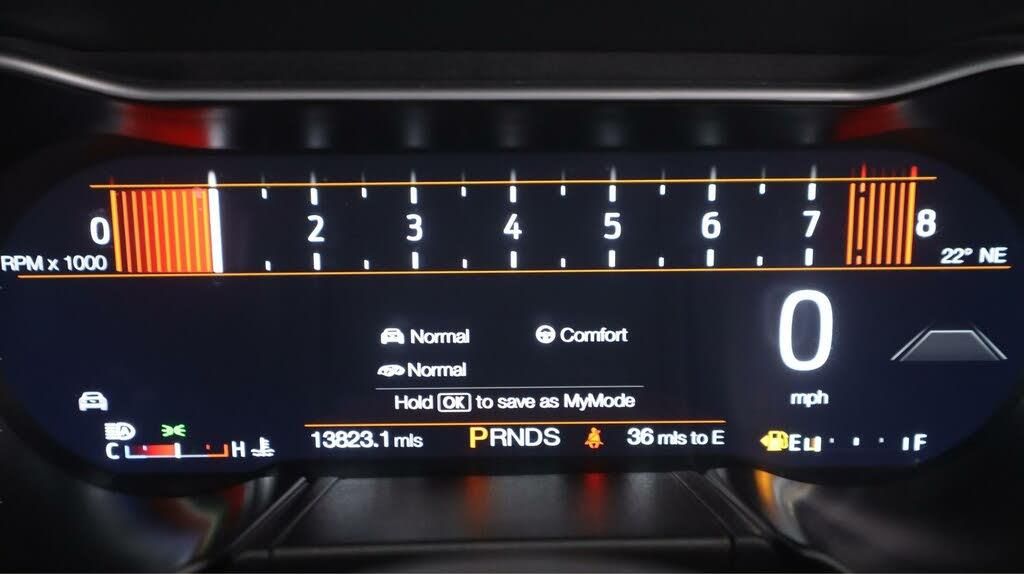 0 2 3 4 5 6 7 8
RPM x 1000
22° NE
0
mph
Normal Comfort
Normal
Hold OK to save as MyMode
C H
13823.1 mls PRNDS 36 mls to E
E F